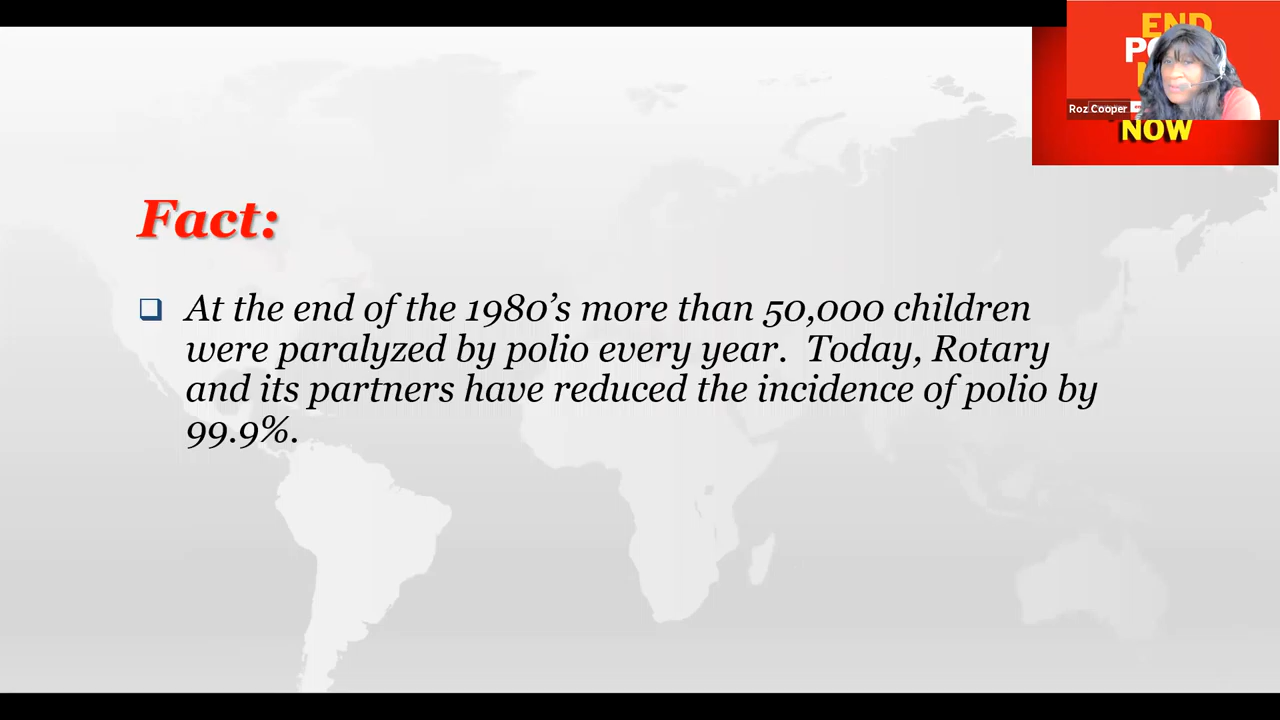 END
Roz Cooper
NOW
Fact:
At the end of the 1980’s more than 50,000 children
were paralyzed by polio every year. Today, Rotary
and its partners have reduced the incidence of polio by
99.9%.